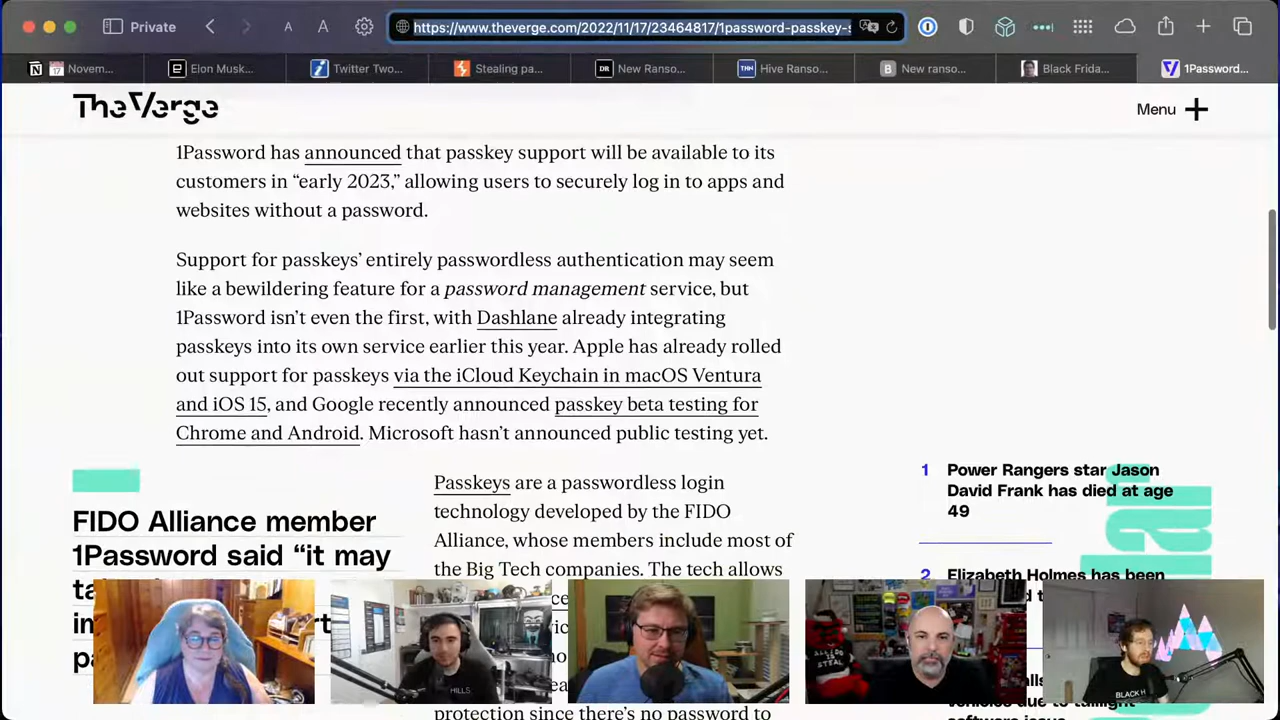 Private
A
A
https://www.theverge.com/2022/11/17/23464817/1password-passkey-s
Novem...
Elon Musk...
Twitter Two...
Stealing pa...
DR New Ranso...
THN Hive Ranso...
B New ranso...
Black Frida...
1Password...
The Verge
Menu
1Password has announced that passkey support will be available to its
customers in “early 2023,” allowing users to securely log in to apps and
websites without a password.
Support for passkeys’ entirely passwordless authentication may seem
like a bewildering feature for a password management service, but
1Password isn’t even the first, with Dashlane already integrating
passkeys into its own service earlier this year. Apple has already rolled
out support for passkeys via the iCloud Keychain in macOS Ventura
and iOS 15, and Google recently announced passkey beta testing for
Chrome and Android. Microsoft hasn’t announced public testing yet.
FIDO Alliance member
1Password said “it may
Passkeys are a passwordless login
technology developed by the FIDO
Alliance, whose members include most of
the Big Tech companies. The tech allows
protection since there’s no password to
1 Power Rangers star Jason
David Frank has died at age
49
2 Elizabeth Holmes has been
software issue
HILLS
STEAL
BLACK H